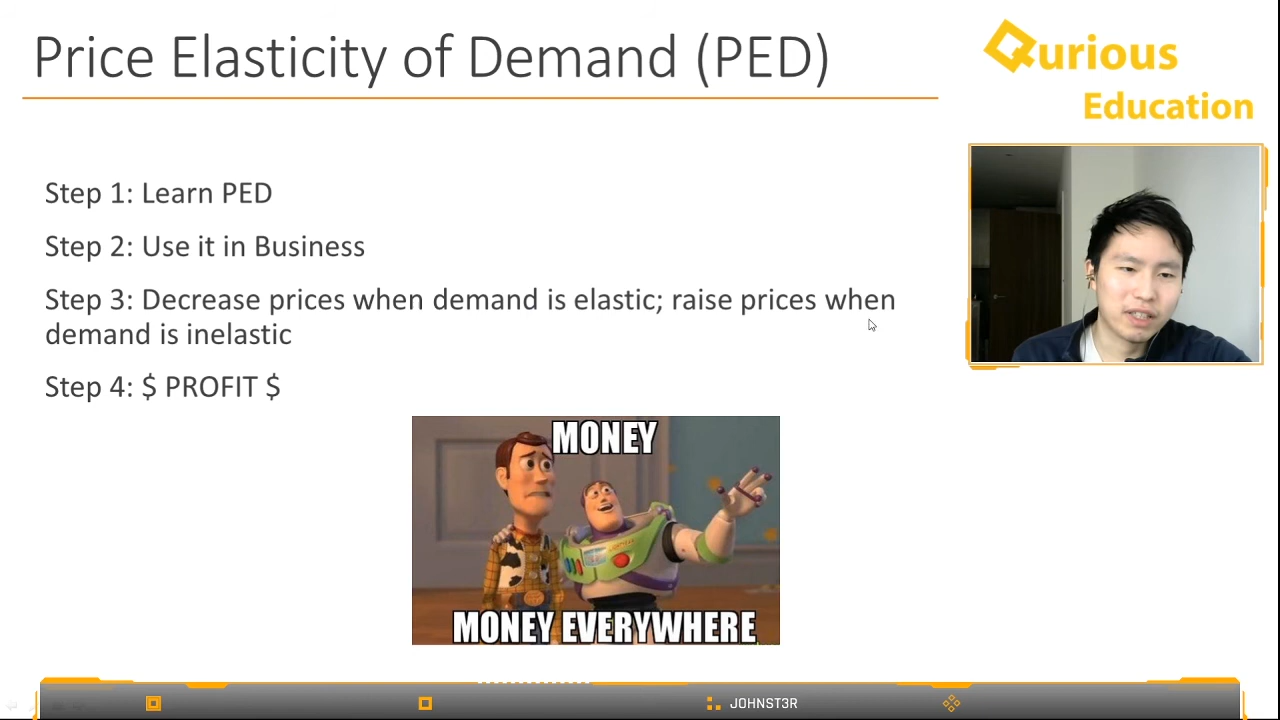 Price Elasticity of Demand (PED)
Qurious
Education
Step 1: Learn PED
Step 2: Use it in Business
Step 3: Decrease prices when demand is elastic; raise prices when
demand is inelastic
Step 4: $ PROFIT $
MONEY
MONEY EVERYWHERE
JOHNST3R